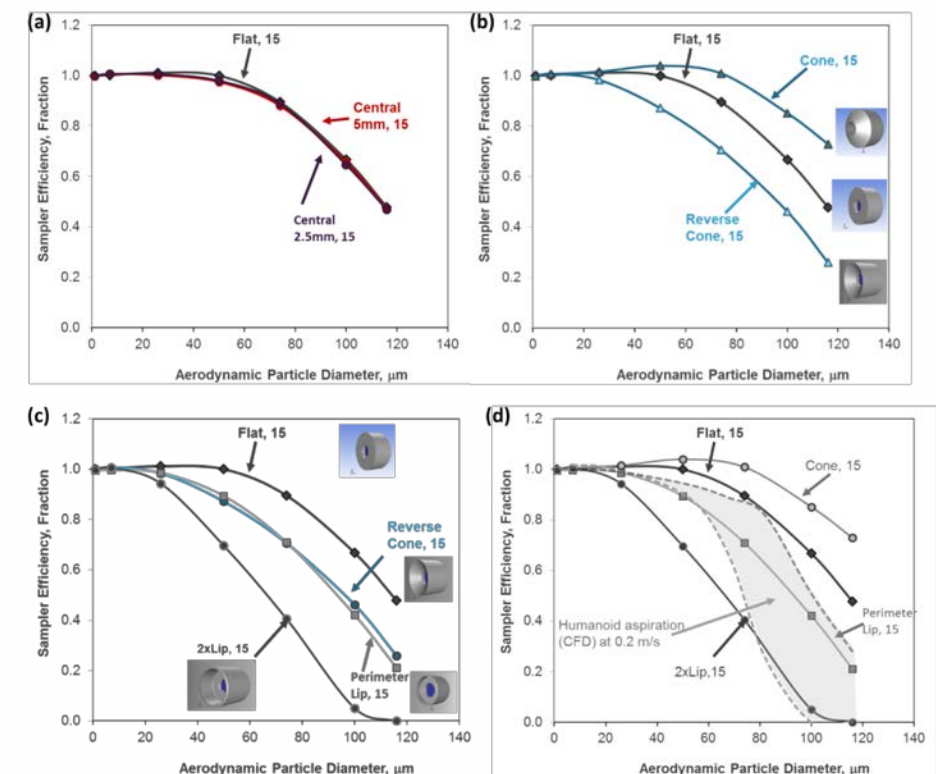 (a)
1.2
1.0
0.8
0.6
0.4
0.2
0.0
Sampler Efficiency, Fraction
Flat, 15
Central
5mm, 15
Central
2.5mm, 15
0 20 40 60 80 100 120 140
Aerodynamic Particle Diameter, μm
(b)
1.2
1.0
0.8
0.6
0.4
0.2
0.0
Sampler Efficiency, Fraction
Flat, 15
Cone, 15
Reverse
Cone, 15
0 20 40 60 80 100 120 140
Aerodynamic Particle Diameter, μm
(c)
1.2
1.0
0.8
0.6
0.4
0.2
0.0
Sampler Efficiency, Fraction
Flat, 15
Reverse
Cone, 15
2xLip, 15
Perimeter
Lip, 15
0 20 40 60 80 100 120 140
Aerodynamic Particle Diameter, μm
(d)
1.2
1.0
0.8
0.6
0.4
0.2
0.0
Sampler Efficiency, Fraction
Flat, 15
Cone, 15
Humanoid aspiration
(CFD) at 0.2 m/s
Perimeter
Lip, 15
2xLip,15
0 20 40 60 80 100 120 140
Aerodynamic Particle Diameter, μm